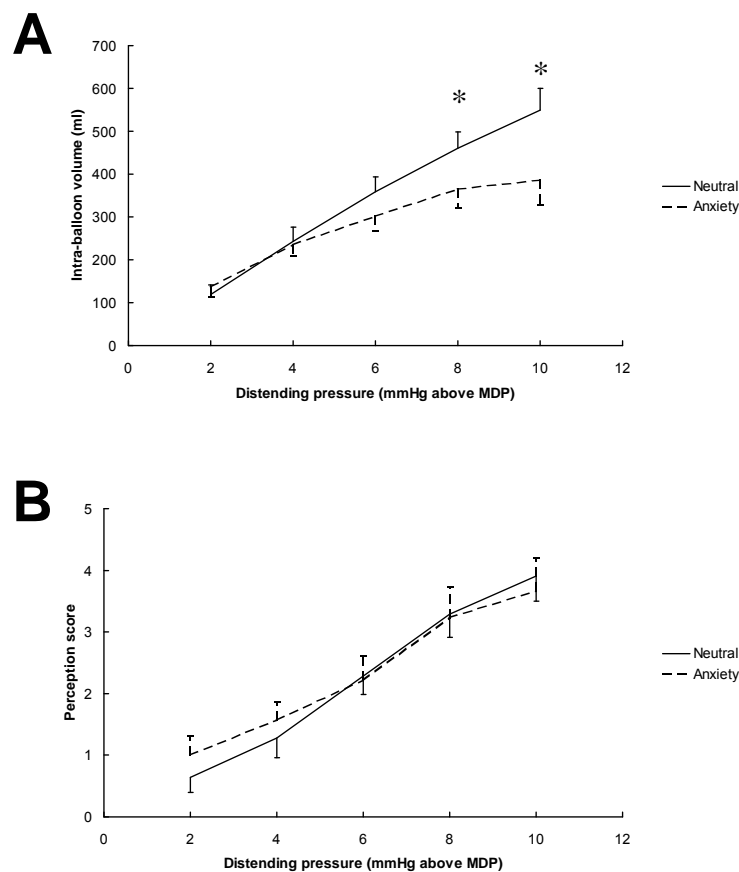 A
700
600
500
400
300
200
100
0
Intra-balloon volume (ml)
* *
Neutral
Anxiety
0 2 4 6 8 10 12
Distending pressure (mmHg above MDP)
B
5
4
3
2
1
0
Perception score
Neutral
Anxiety
0 2 4 6 8 10 12
Distending pressure (mmHg above MDP)